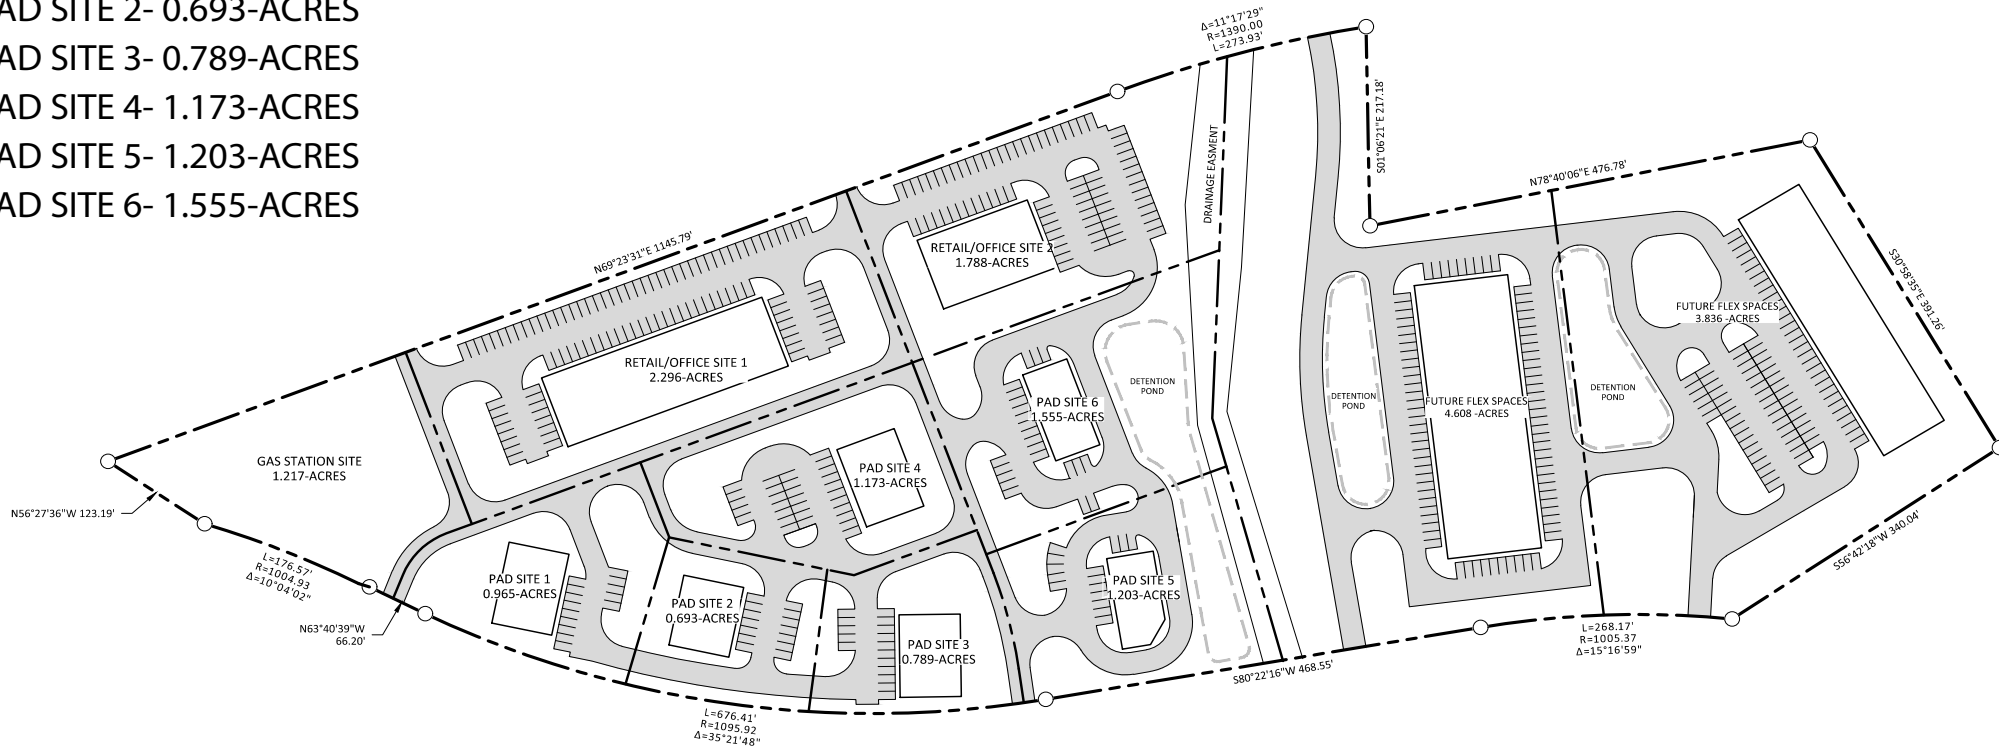 AD SITE 2- 0.693-ACRES
AD SITE 3- 0.789-ACRES
AD SITE 4- 1.173-ACRES
AD SITE 5- 1.203-ACRES
AD SITE 6- 1.555-ACRES
Δ=11°17'29"
R=1390.00
L=273.93'
S01°06'21"E 217.18'
DRAINAGE EASMENT
N78°40'06"E 476.78'
N69°23'31"E 1145.79'
RETAIL/OFFICE SITE 2
1.788-ACRES
S30°58'35"E 391.26'
FUTURE FLEX SPACES
3.836 -ACRES
RETAIL/OFFICE SITE 1
2.296-ACRES
DETENTION
POND
DETENTION
POND
DETENTION
POND
PAD SITE 6
1.555-ACRES
FUTURE FLEX SPACES
4.608 -ACRES
GAS STATION SITE
1.217-ACRES
PAD SITE 4
1.173-ACRES
N56°27'36"W 123.19'
L=176.57'
R=1004.93
Δ=10°04'02"
PAD SITE 1
0.965-ACRES
PAD SITE 2
0.693-ACRES
PAD SITE 5
1.203-ACRES
S56°42'18"W 340.04'
N63°40'39"W
66.20'
PAD SITE 3
0.789-ACRES
L=268.17'
R=1005.37
Δ=15°16'59"
S80°22'16"W 468.55'
L=676.41'
R=1095.92
Δ=35°21'48"